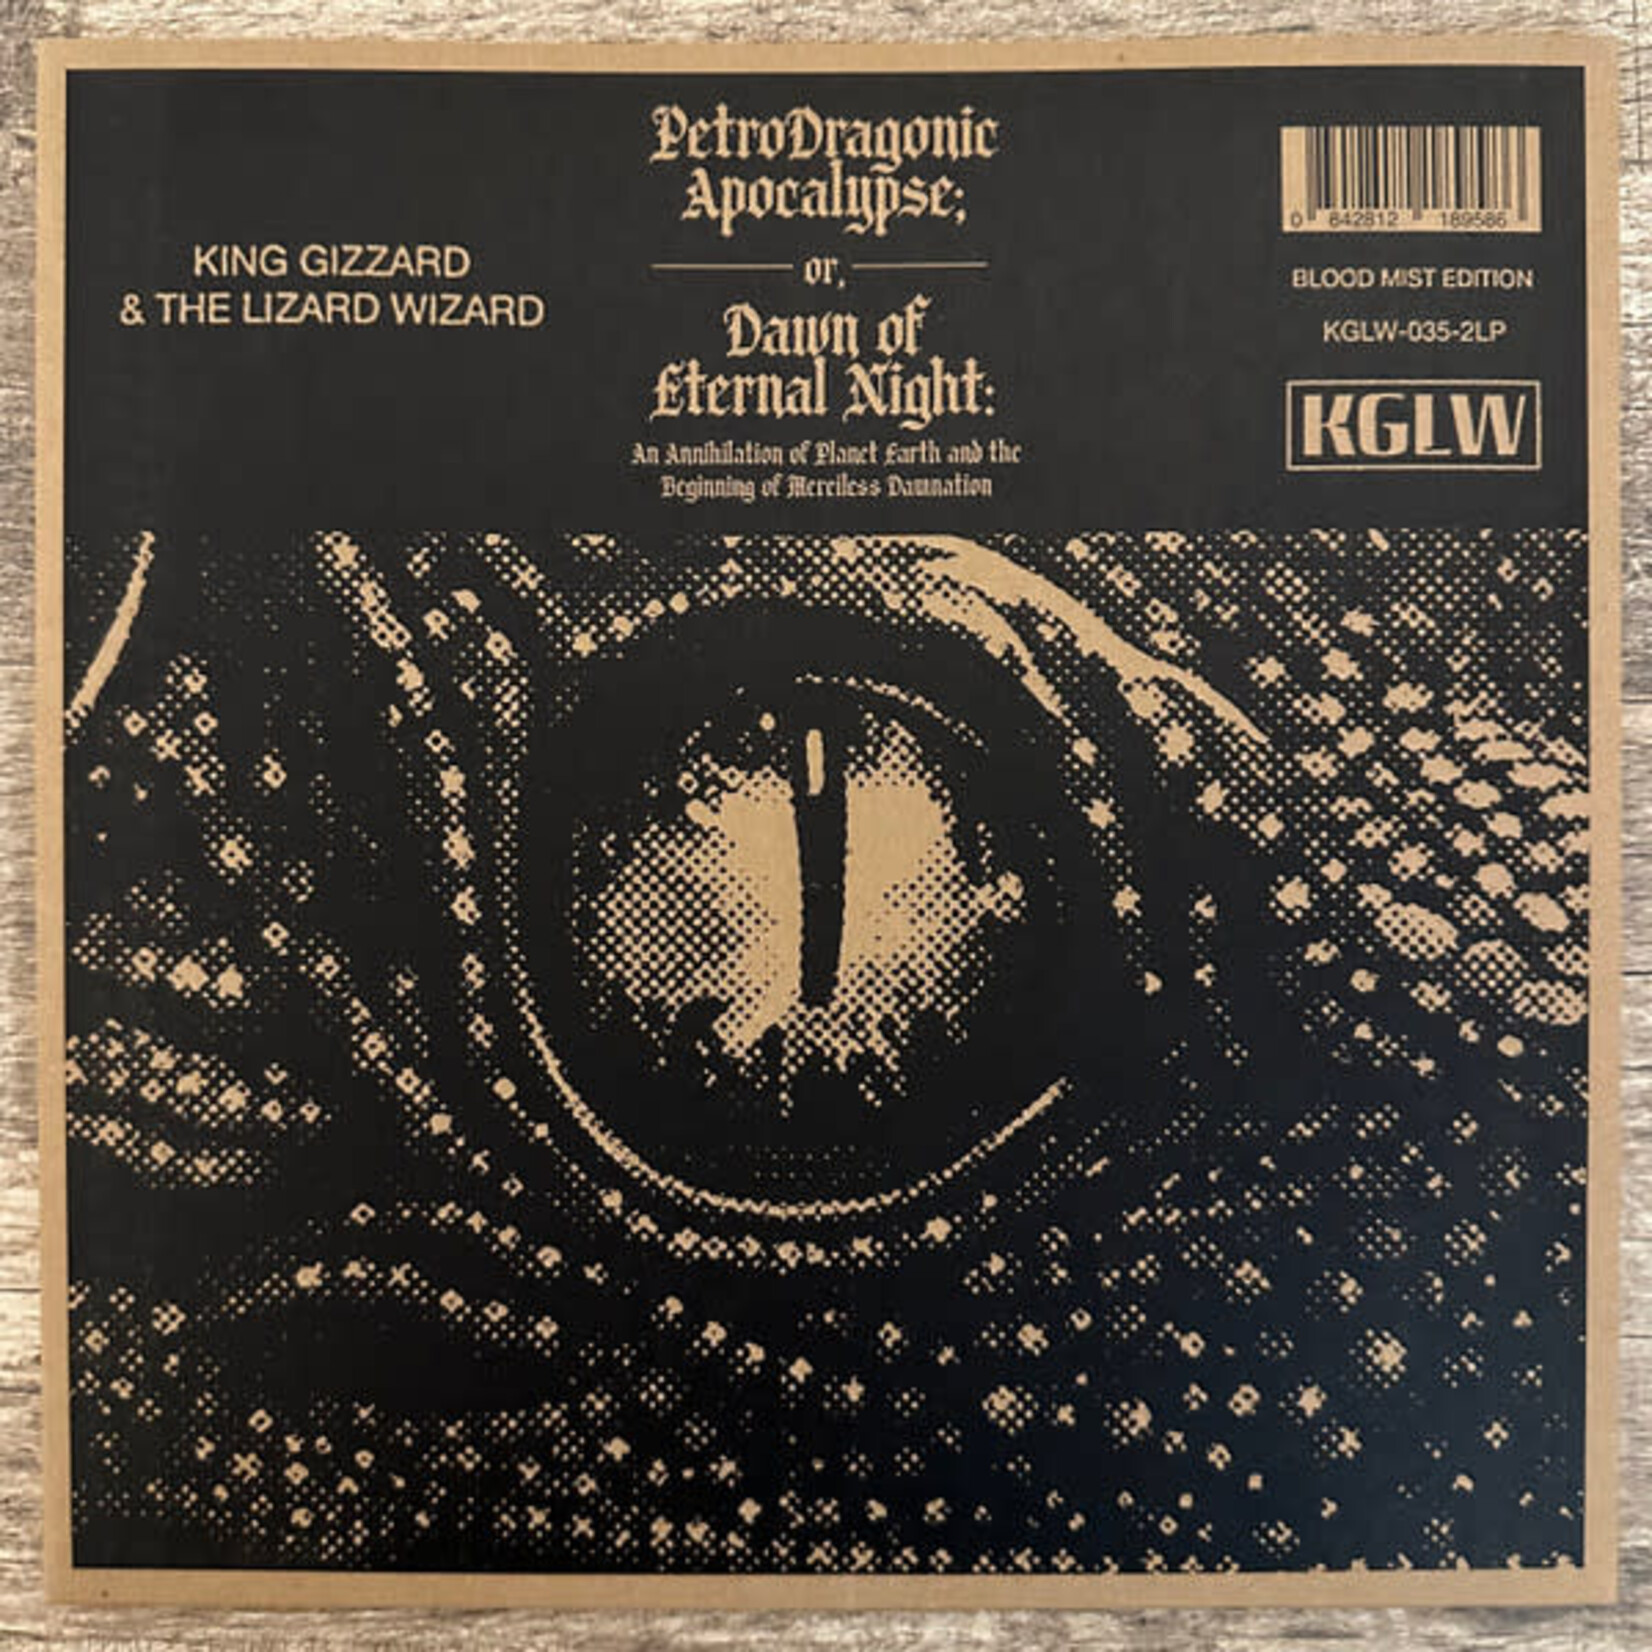 KING GIZZARD
& THE LIZARD WIZARD
PetroDragonic
Apocalypse;
or,
Dawn of
Eternal Night:
An Annihilation of Planet Earth and the
Beginning of Merciless Damnation
0 842812 189586
BLOOD MIST EDITION
KGLW-035-2LP
KGLW